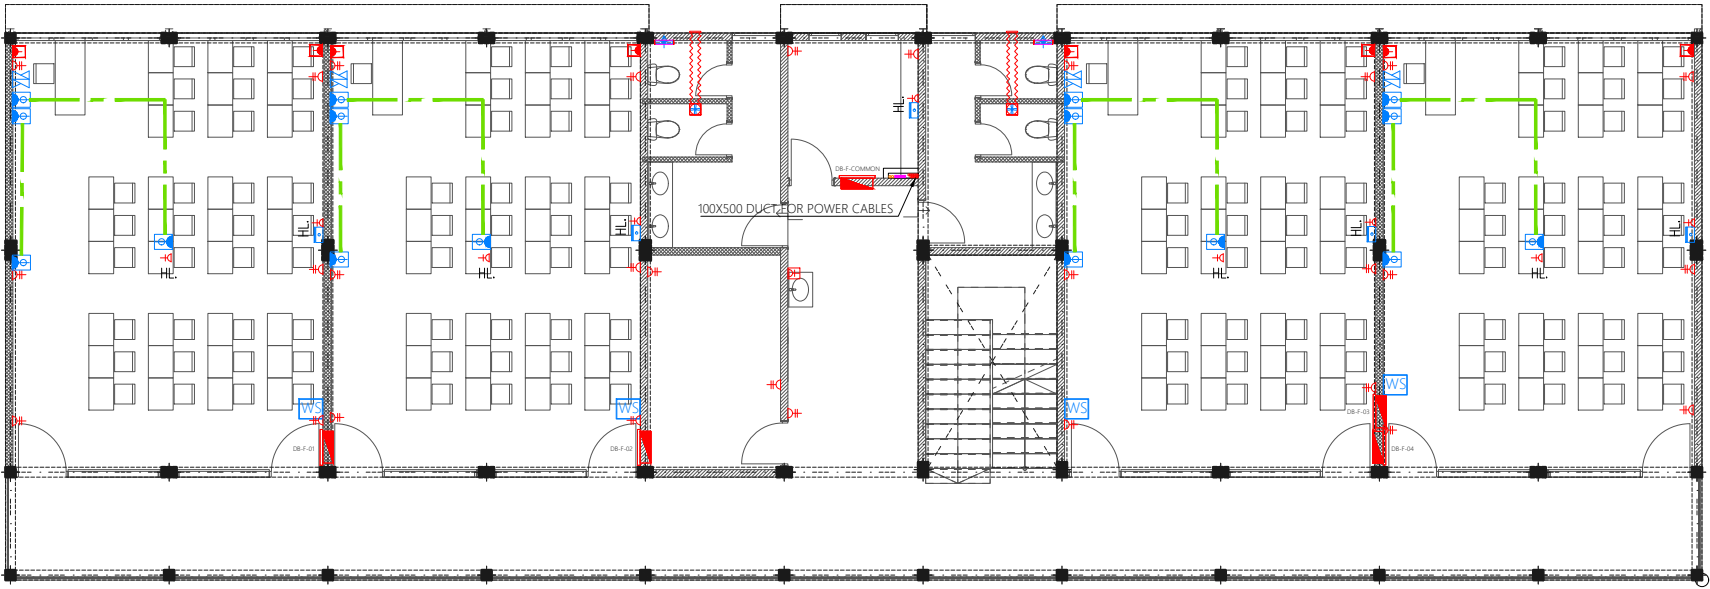 HL.
DB-F-COMMON
100X500 DUCT FOR POWER CABLES
HL.
HL.
HL.
HL.
HL.
HL.
HL.
HL.
WS
WS
WS
WS
DB-F-01
DB-F-02
DB-F-03
DB-F-04